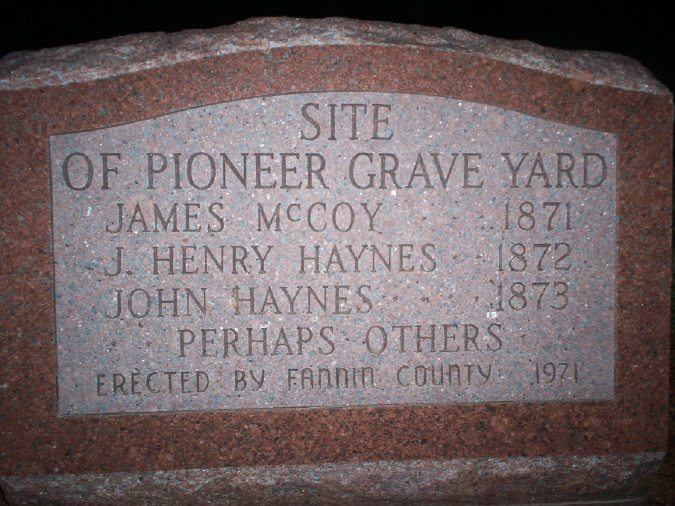 SITE
OF PIONEER GRAVE YARD
JAMES McCOY 1871
J. HENRY HAYNES 1872
JOHN HAYNES 1873
PERHAPS OTHERS
ERECTED BY FANNIN COUNTY 1971